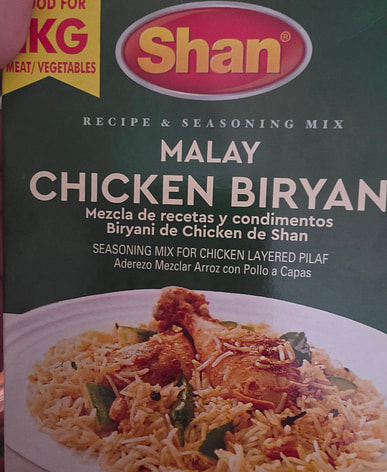 OOD FOR
KG
MEAT/ VEGETABLES
Shan®
RECIPE & SEASONING MIX
MALAY
CHICKEN BIRYAN
Mezcla de recetas y condimentos
Biryani de Chicken de Shan
SEASONING MIX FOR CHICKEN LAYERED PILAF
Aderezo Mezclar Arroz con Pollo a Capas